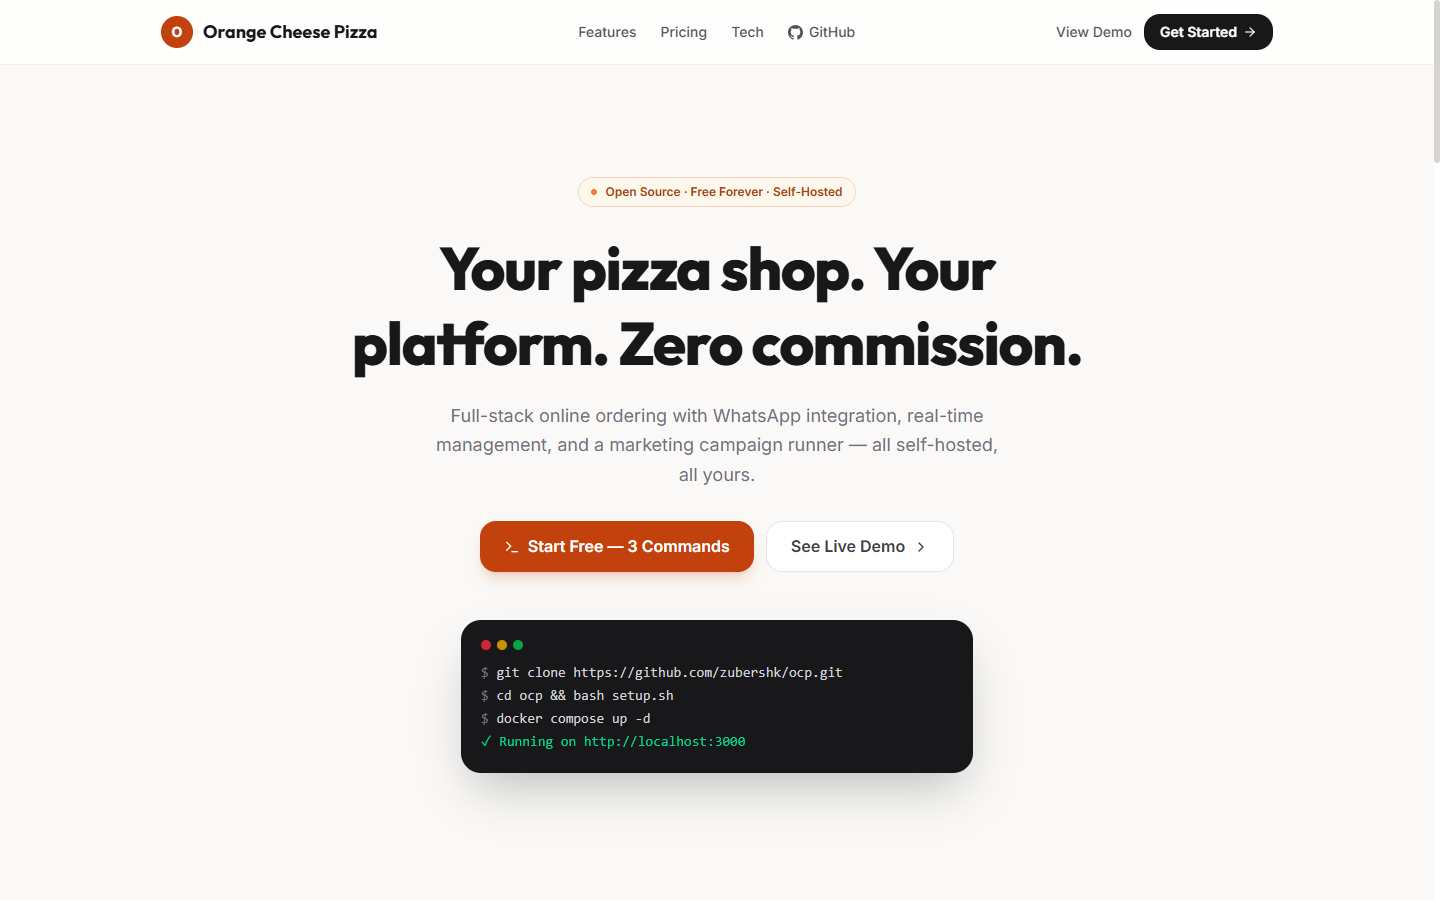 O Orange Cheese Pizza
Features Pricing Tech GitHub
View Demo Get Started →
Open Source · Free Forever · Self-Hosted
Your pizza shop. Your
platform. Zero commission.
Full-stack online ordering with WhatsApp integration, real-time
management, and a marketing campaign runner — all self-hosted,
all yours.
Start Free — 3 Commands
See Live Demo
$ git clone https://github.com/zubershk/ocp.git
$ cd ocp && bash setup.sh
$ docker compose up -d
✓ Running on http://localhost:3000